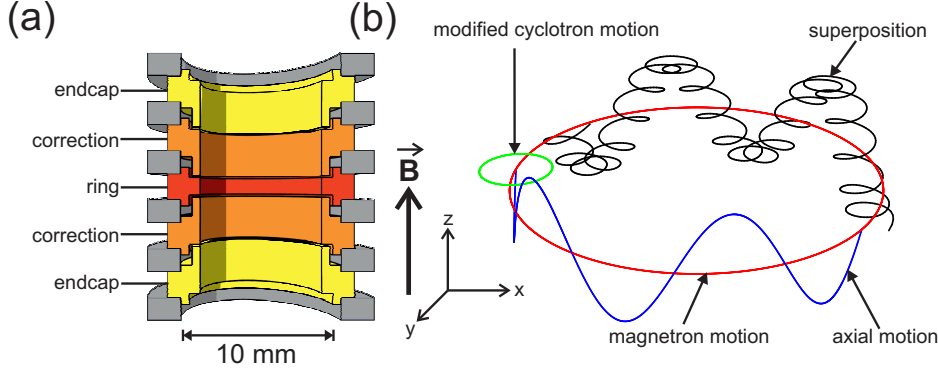 (a)
endcap
correction
ring
correction
endcap
10 mm
B
(b)
modified cyclotron motion
superposition
z
x
y
magnetron motion
axial motion